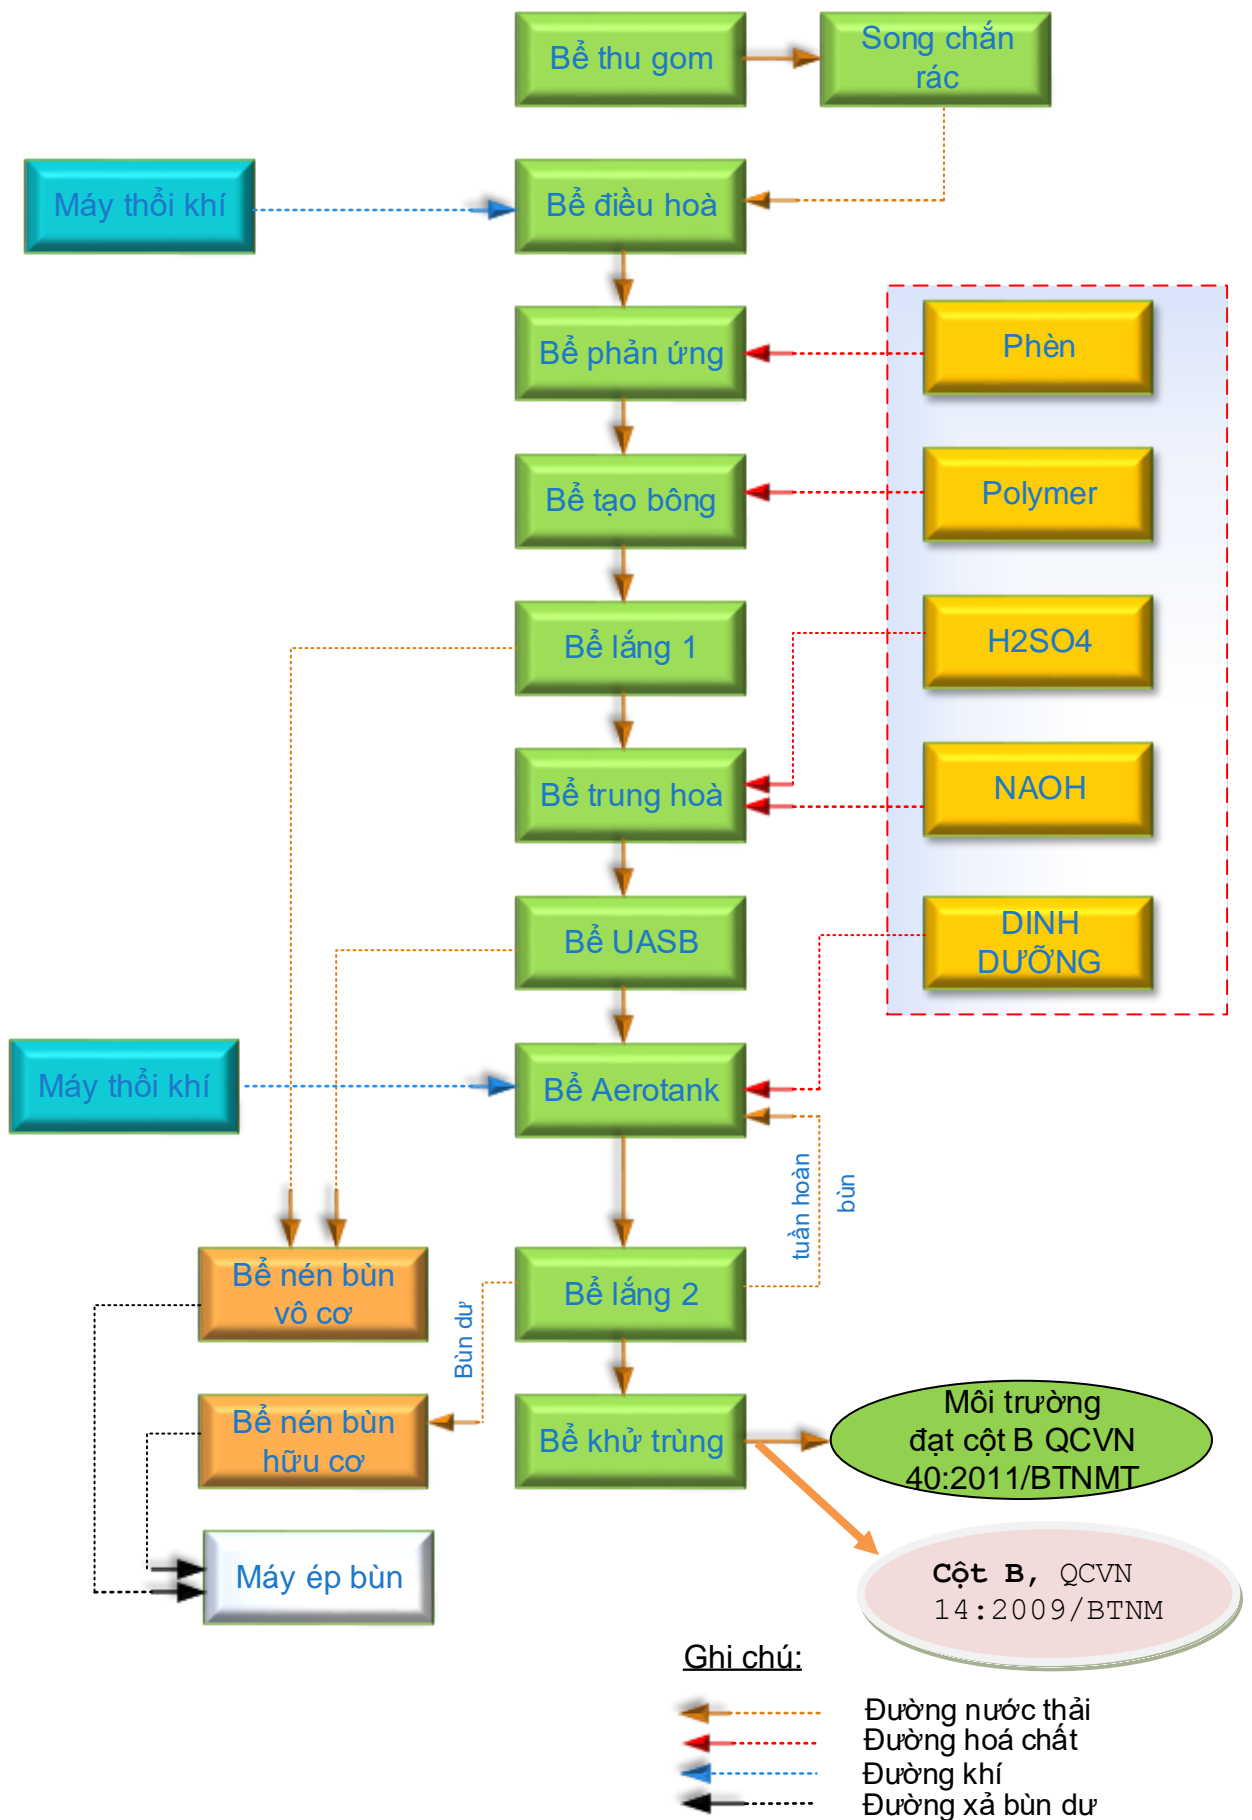 Bể thu gom
Song chắn
rác
Máy thổi khí
Bể điều hoà
Bể phản ứng
Phèn
Bể tạo bông
Polymer
Bể lắng 1
H2SO4
Bể trung hoà
NAOH
Bể UASB
DINH
DƯỠNG
Máy thổi khí
Bể Aerotank
tuần hoàn
bùn
Bể nén bùn
vô cơ
Bùn dư
Bể lắng 2
Bể nén bùn
hữu cơ
Bể khử trùng
Môi trường
đạt cột B QCVN
40:2011/BTNMT
Máy ép bùn
Cột B, QCVN
14:2009/BTNM
Ghi chú:
Đường nước thải
Đường hoá chất
Đường khí
Đường xả bùn dư